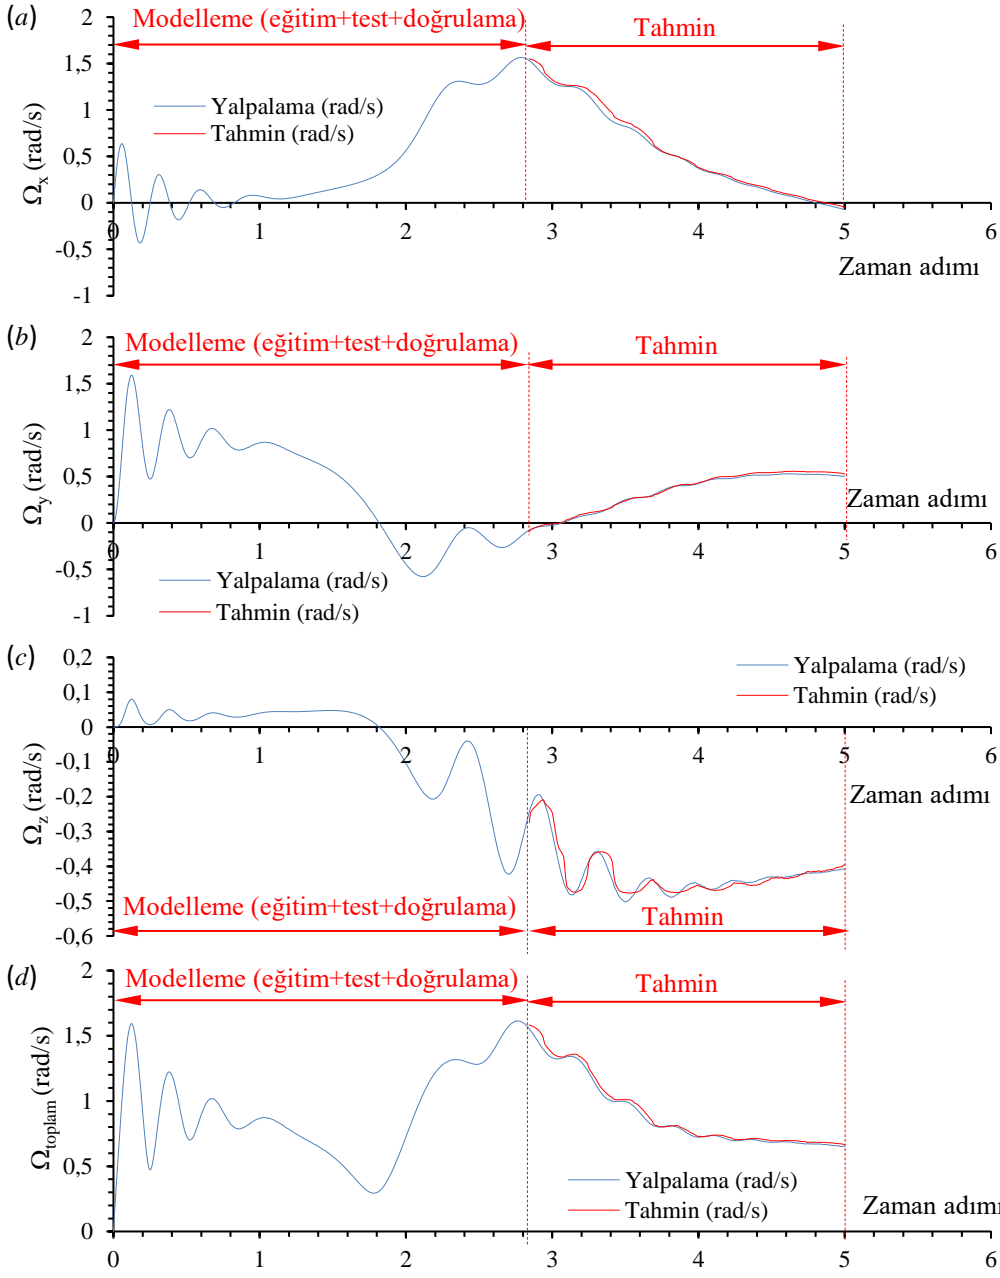 (a)
2
1,5
1
0,5
0
-0,5
-1
Ωx (rad/s)
Modelleme (eğitim+test+doğrulama)
Tahmin
Yalpalama (rad/s)
Tahmin (rad/s)
0 1 2 3 4 5 6
Zaman adımı
(b)
2
1,5
1
0,5
0
-0,5
-1
Ωy (rad/s)
Modelleme (eğitim+test+doğrulama)
Tahmin
Zaman adımı
0 1 2 3 4 5 6
Yalpalama (rad/s)
Tahmin (rad/s)
(c)
0,2
0,1
0
-0,1
-0,2
-0,3
-0,4
-0,5
-0,6
Ωz (rad/s)
Yalpalama (rad/s)
Tahmin (rad/s)
0 1 2 3 4 5 6
Zaman adımı
Modelleme (eğitim+test+doğrulama)
Tahmin
(d)
2
1,5
1
0,5
0
Ωtoplam (rad/s)
Modelleme (eğitim+test+doğrulama)
Tahmin
Yalpalama (rad/s)
Tahmin (rad/s)
Zaman adımı
0 1 2 3 4 5 6